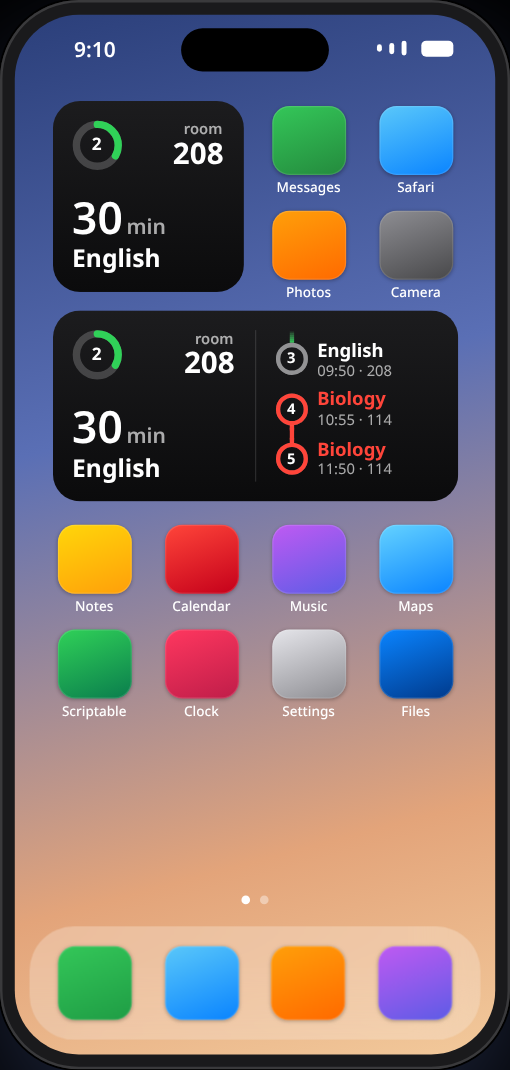 9:10
2
room
208
30 min
English
Messages
Safari
Photos
Camera
2
room
208
30 min
English
3
English
09:50 · 208
4
Biology
10:55 · 114
5
Biology
11:50 · 114
Notes
Calendar
Music
Maps
Scriptable
Clock
Settings
Files